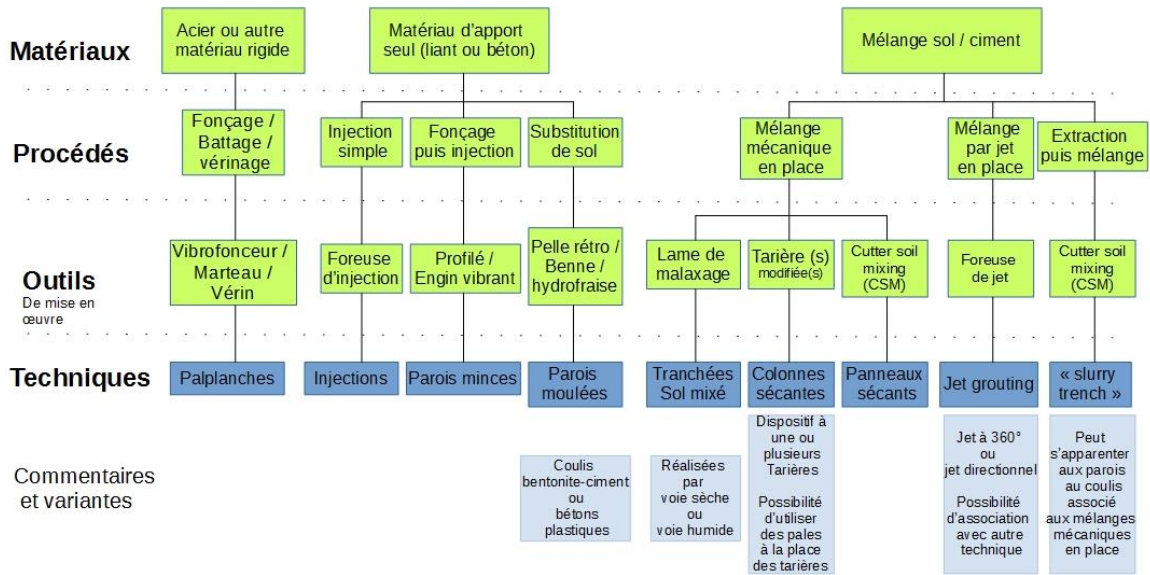 Matériaux
Acier ou autre
matériau rigide
Matériau d'apport
seul (liant ou béton)
Mélange sol / ciment
Procédés
Fonçage /
Battage /
vérinage
Injection
simple
Fonçage
puis injection
Substitution
de sol
Mélange
mécanique
en place
Mélange
par jet
en place
Extraction
puis mélange
Outils
De mise en
œuvre
Vibrofonceur /
Marteau /
Vérin
Foreuse
d'injection
Profilé /
Engin vibrant
Pelle rétro /
Benne /
hydrofraise
Lame de
malaxage
Tarière (s)
modifiée(s)
Cutter soil
mixing
(CSM)
Foreuse
de jet
Cutter soil
mixing
(CSM)
Techniques
Palplanches
Injections
Parois minces
Parois
moulées
Tranchées
Sol mixé
Colonnes
sécantes
Panneaux
sécants
Jet grouting
« slurry
trench »
Commentaires
et variantes
Coulis
bentonite-ciment
ou
bétons
plastiques
Réalisées
par
voie sèche
ou
voie humide
Dispositif à
une ou
plusieurs
Tarières
Possibilité
d'utiliser
des pales
à la place
des tarières
Jet à 360°
ou
jet directionnel
Possibilité
d'association
avec autre
technique
Peut
s'apparenter
aux parois
au coulis
associé
aux mélanges
mécaniques
en place